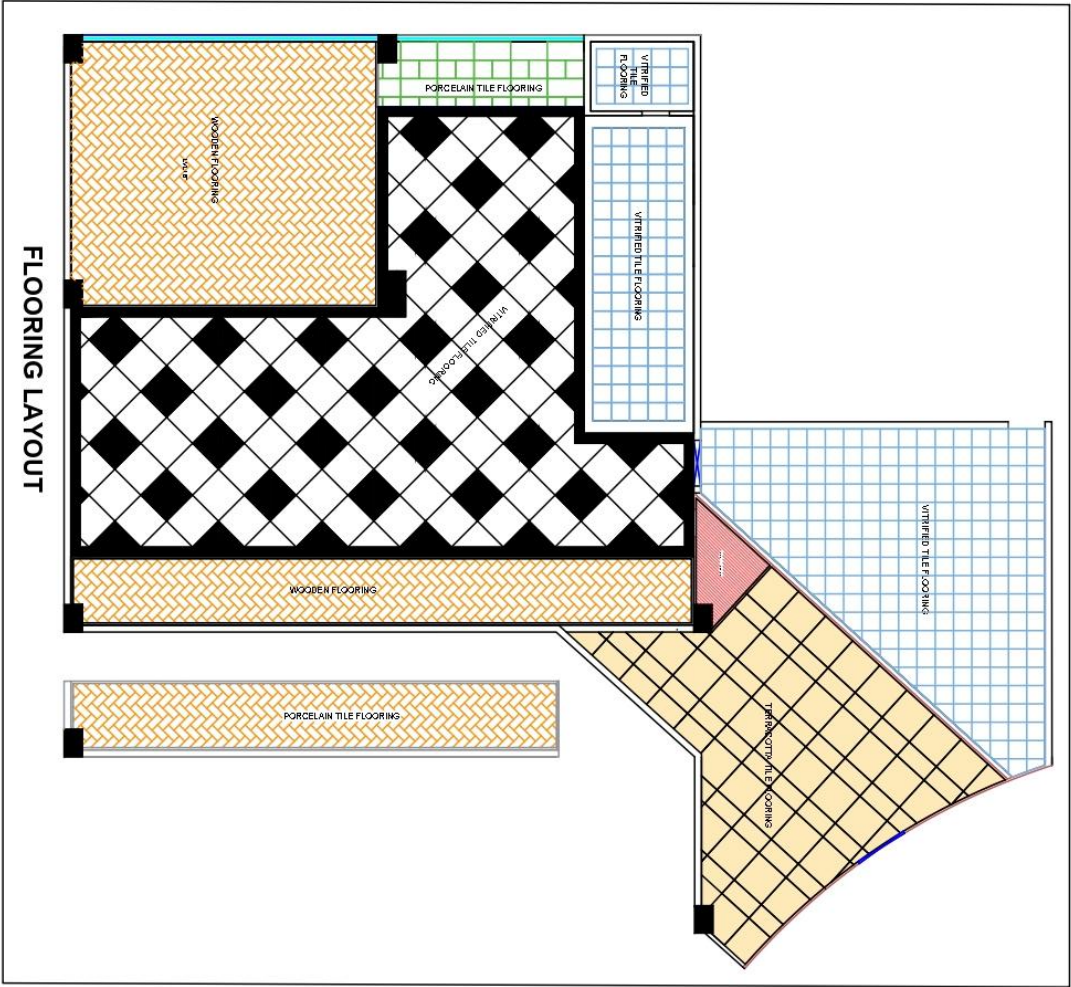 FLOORING LAYOUT
WOODEN FLOORING
PORCELAIN TILE FLOORING
VITRIFIED
TILE
FLOORING
VITRIFIED TILE FLOORING
VITRIFIED TILE FLOORING
VITRIFIED TILE FLOORING
WOODEN FLOORING
PORCELAIN TILE FLOORING
TERRACOTTA TILE FLOORING